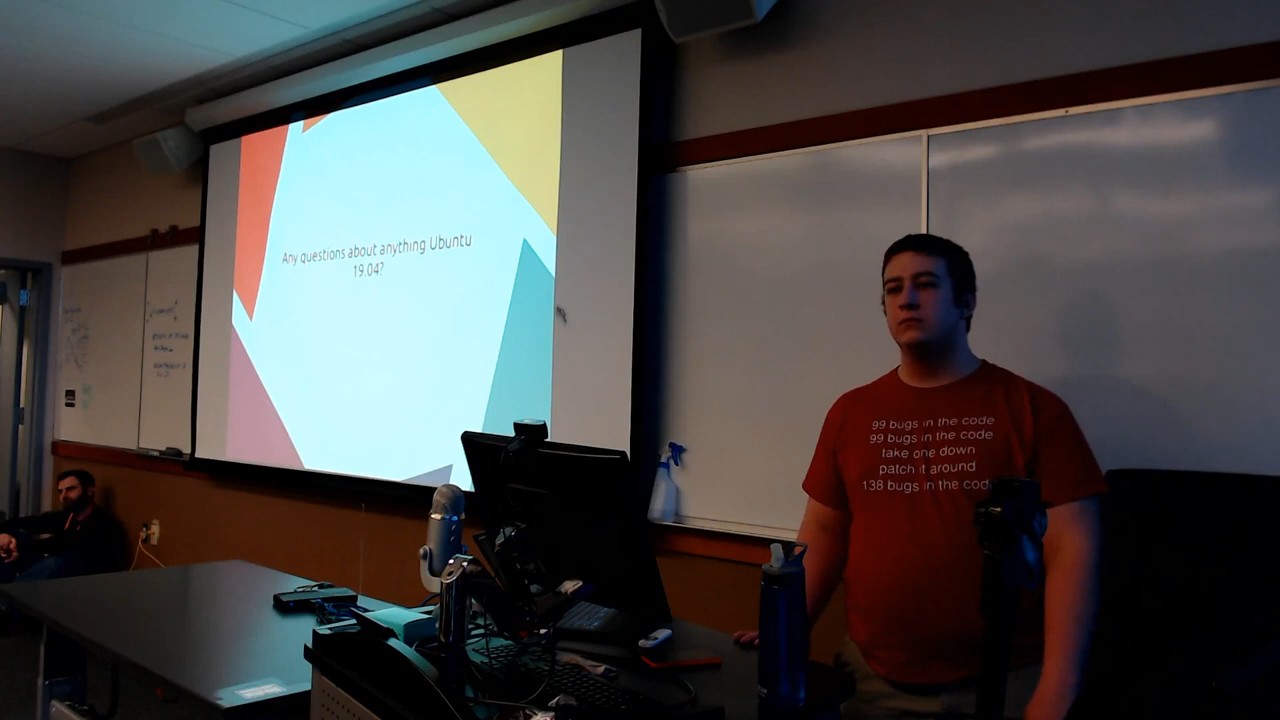 Any questions about anything Ubuntu
19.04?
99 bugs in the code
99 bugs in the code
take one down
patch it around
138 bugs in the code